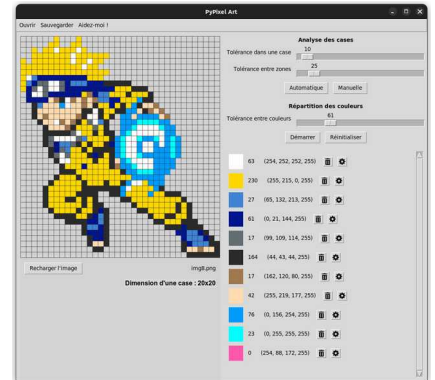 PyPixel Art
Ouvrir Sauvegarder Aidez-moi !
Analyse des cases
10
Tolérance dans une case
25
Tolérance entre zones
Automatique Manuelle
Répartition des couleurs
61
Tolérance entre couleurs
Démarrer Réinitialiser
63 (254, 252, 252, 255)
230 (255, 215, 0, 255)
27 (65, 132, 213, 255)
61 (0, 21, 144, 255)
17 (99, 109, 114, 255)
164 (44, 43, 44, 255)
17 (162, 120, 80, 255)
42 (255, 219, 177, 255)
76 (0, 156, 254, 255)
23 (0, 255, 255, 255)
0 (254, 88, 172, 255)
Recharger l'image img8.png
Dimension d'une case : 20x20